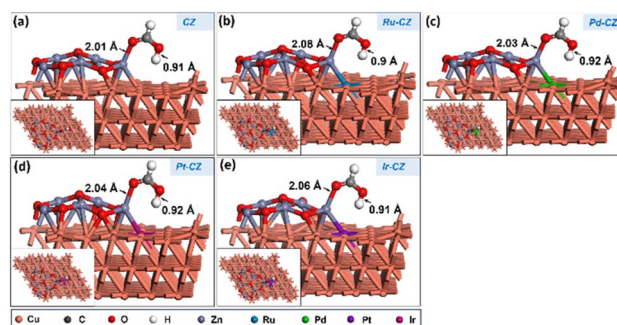 (a) CZ
2.01 Å
0.91 Å
(b) Ru-CZ
2.08 Å
0.9 Å
(c) Pd-CZ
2.03 Å
0.92 Å
(d) Pt-CZ
2.04 Å
0.92 Å
(e) Ir-CZ
2.06 Å
0.91 Å
Cu C O H Zn Ru Pd Pt Ir